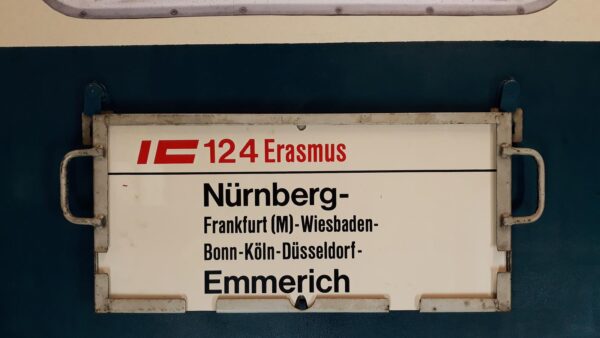 IC 124 Erasmus
Nürnberg-
Frankfurt (M)-Wiesbaden-
Bonn-Köln-Düsseldorf-
Emmerich